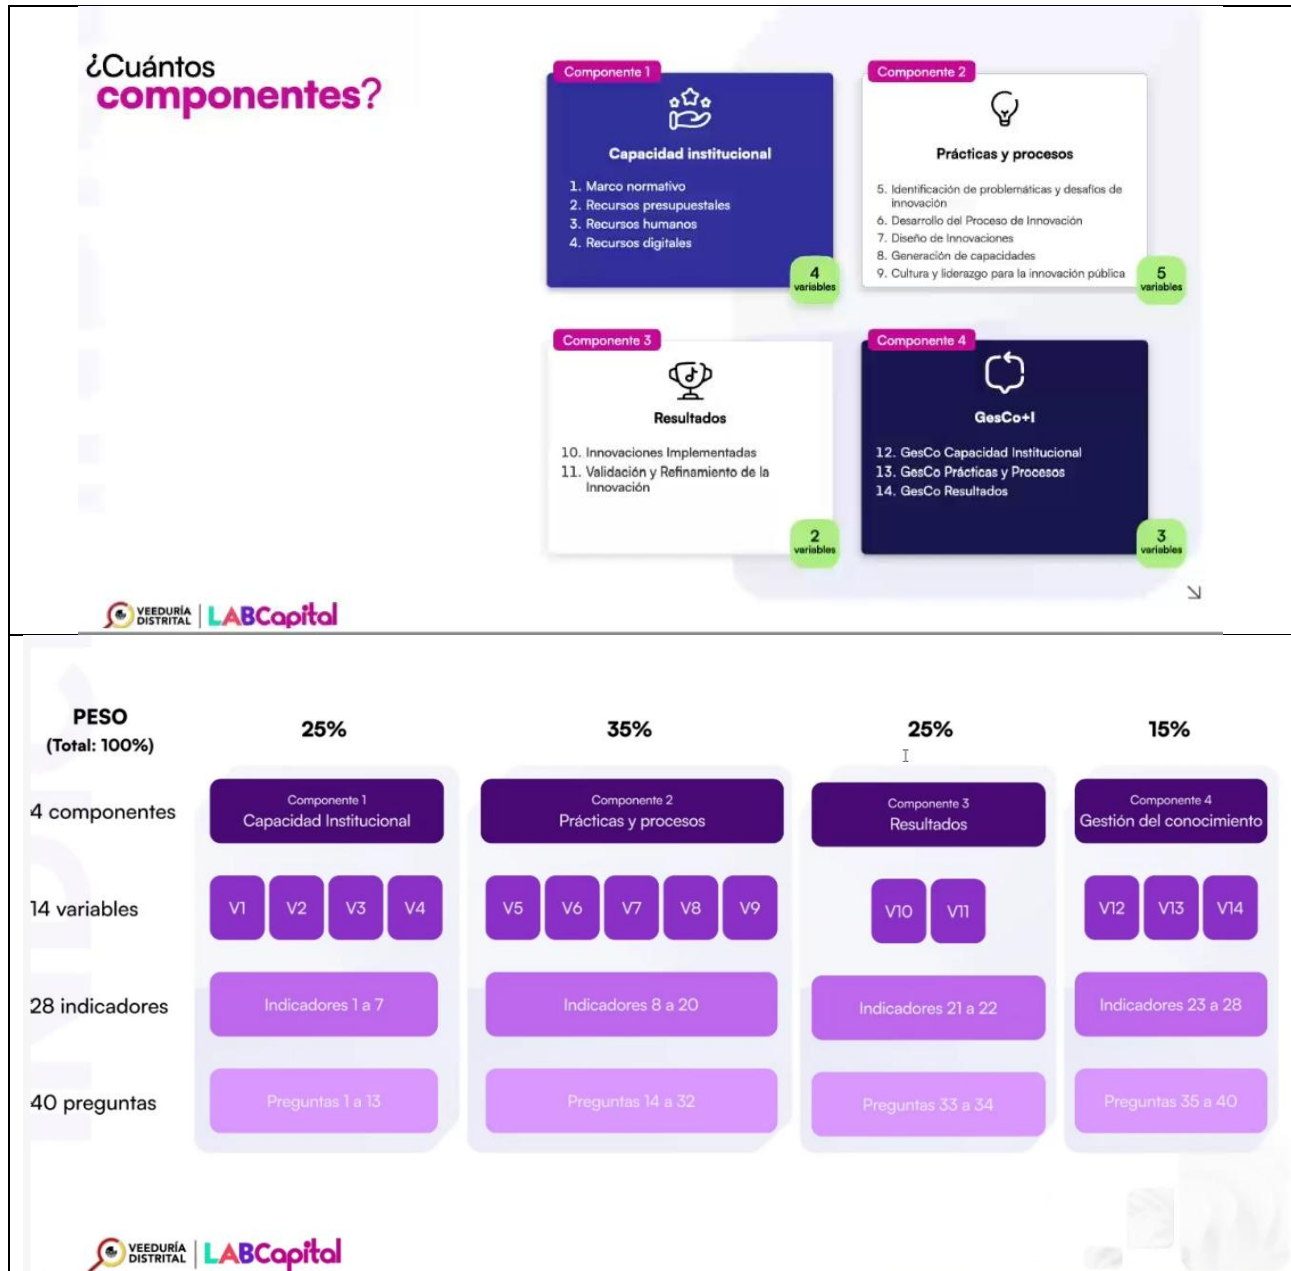 ¿Cuántos
componentes?
Componente 1
Capacidad institucional
1. Marco normativo
2. Recursos presupuestales
3. Recursos humanos
4. Recursos digitales
4
variables
Componente 2
Prácticas y procesos
5. Identificación de problemáticas y desafíos de
innovación
6. Desarrollo del Proceso de Innovación
7. Diseño de Innovaciones
8. Generación de capacidades
9. Cultura y liderazgo para la innovación pública
5
variables
Componente 3
Resultados
10. Innovaciones Implementadas
11. Validación y Refinamiento de la
Innovación
2
variables
Componente 4
GesCo+I
12. GesCo Capacidad Institucional
13. GesCo Prácticas y Procesos
14. GesCo Resultados
3
variables
VEEDURÍA
DISTRITAL
LABCapital
PESO
(Total: 100%)
25%
35%
25%
15%
4 componentes
Componente 1
Capacidad Institucional
Componente 2
Prácticas y procesos
Componente 3
Resultados
Componente 4
Gestión del conocimiento
14 variables
V1 V2 V3 V4
V5 V6 V7 V8 V9
V10 V11
V12 V13 V14
28 indicadores
Indicadores 1 a 7
Indicadores 8 a 20
Indicadores 21 a 22
Indicadores 23 a 28
40 preguntas
Preguntas 1 a 13
Preguntas 14 a 32
Preguntas 33 a 34
Preguntas 35 a 40
VEEDURÍA
DISTRITAL
LABCapital